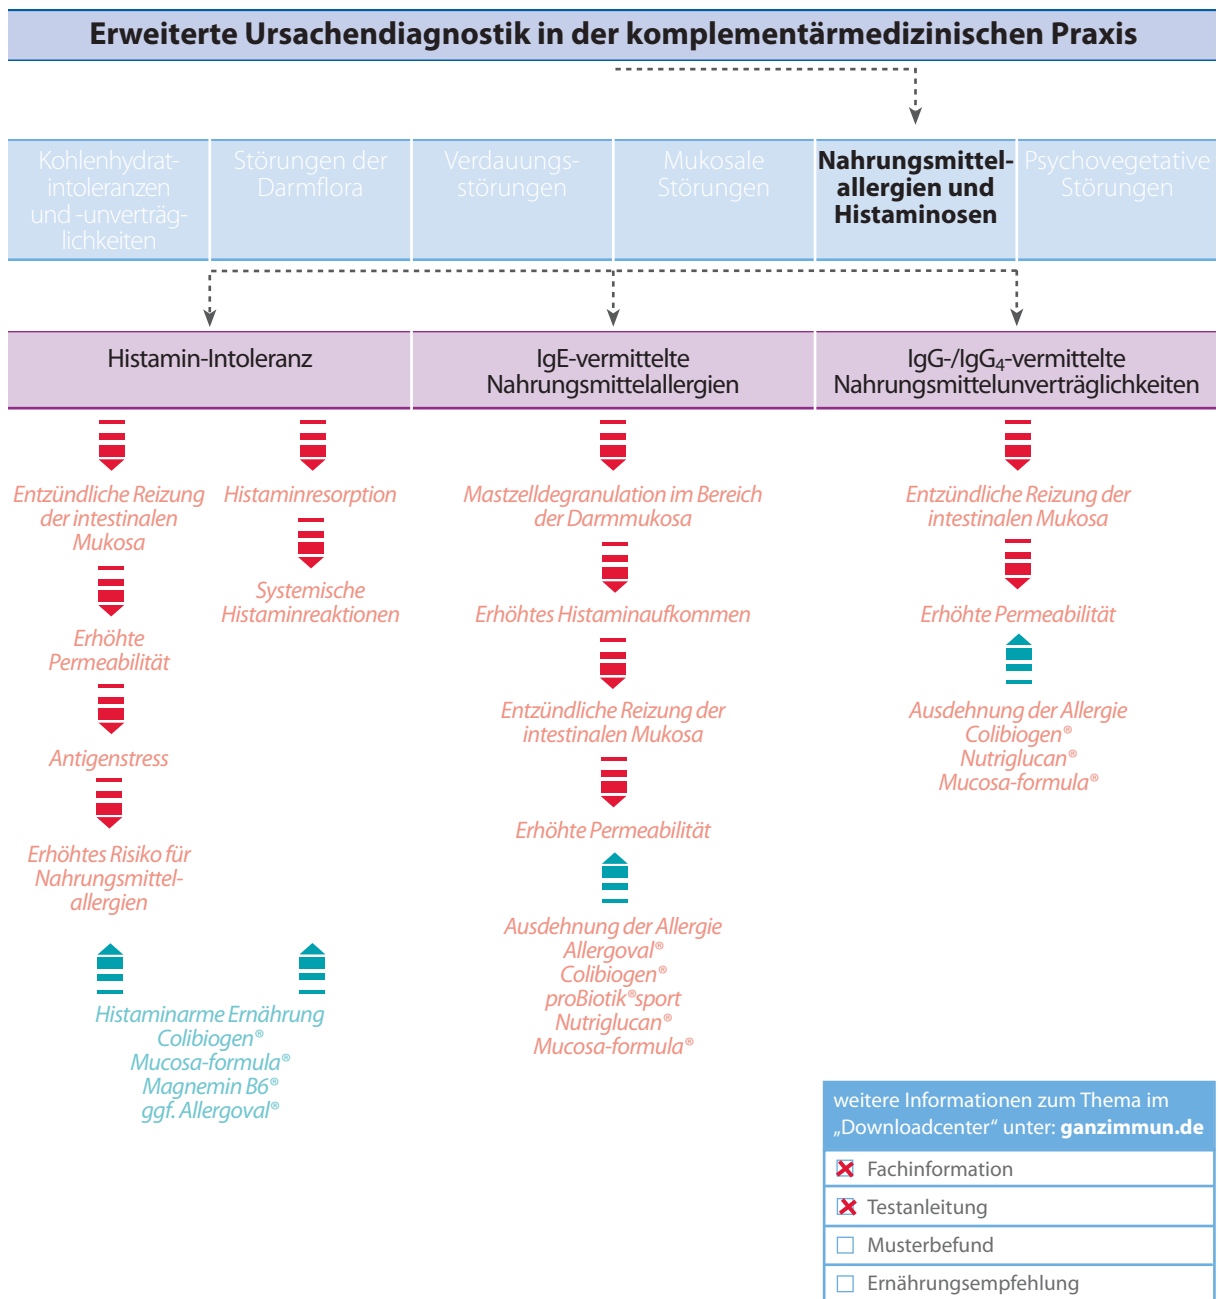 Erweiterte Ursachendiagnostik in der komplementärmedizinischen Praxis
Kohlenhydrat-
intoleranzen
und -unverträg-
lichkeiten
Störungen der
Darmflora
Verdauungs-
störungen
Mukosale
Störungen
Nahrungsmittel-
allergien und
Histaminosen
Psychovegetative
Störungen
Histamin-Intoleranz
IgE-vermittelte
Nahrungsmittelallergien
IgG-/IgG₄-vermittelte
Nahrungsmittelunverträglichkeiten
Entzündliche Reizung
der intestinalen
Mukosa
Erhöhte
Permeabilität
Antigenstress
Erhöhtes Risiko für
Nahrungsmittel-
allergien
Histaminresorption
Systemische
Histaminreaktionen
Histaminarme Ernährung
Colibiogen®
Mucosa-formula®
Magnemin B6®
ggf. Allergoval®
Mastzelldegranulation im Bereich
der Darmmukosa
Erhöhtes Histaminaufkommen
Entzündliche Reizung der
intestinalen Mukosa
Erhöhte Permeabilität
Ausdehnung der Allergie
Allergoval®
Colibiogen®
proBiotik®sport
Nutriglucan®
Mucosa-formula®
Entzündliche Reizung der
intestinalen Mukosa
Erhöhte Permeabilität
Ausdehnung der Allergie
Colibiogen®
Nutriglucan®
Mucosa-formula®
weitere Informationen zum Thema im
„Downloadcenter“ unter: ganzimmun.de
Fachinformation
Testanleitung
Musterbefund
Ernährungsempfehlung